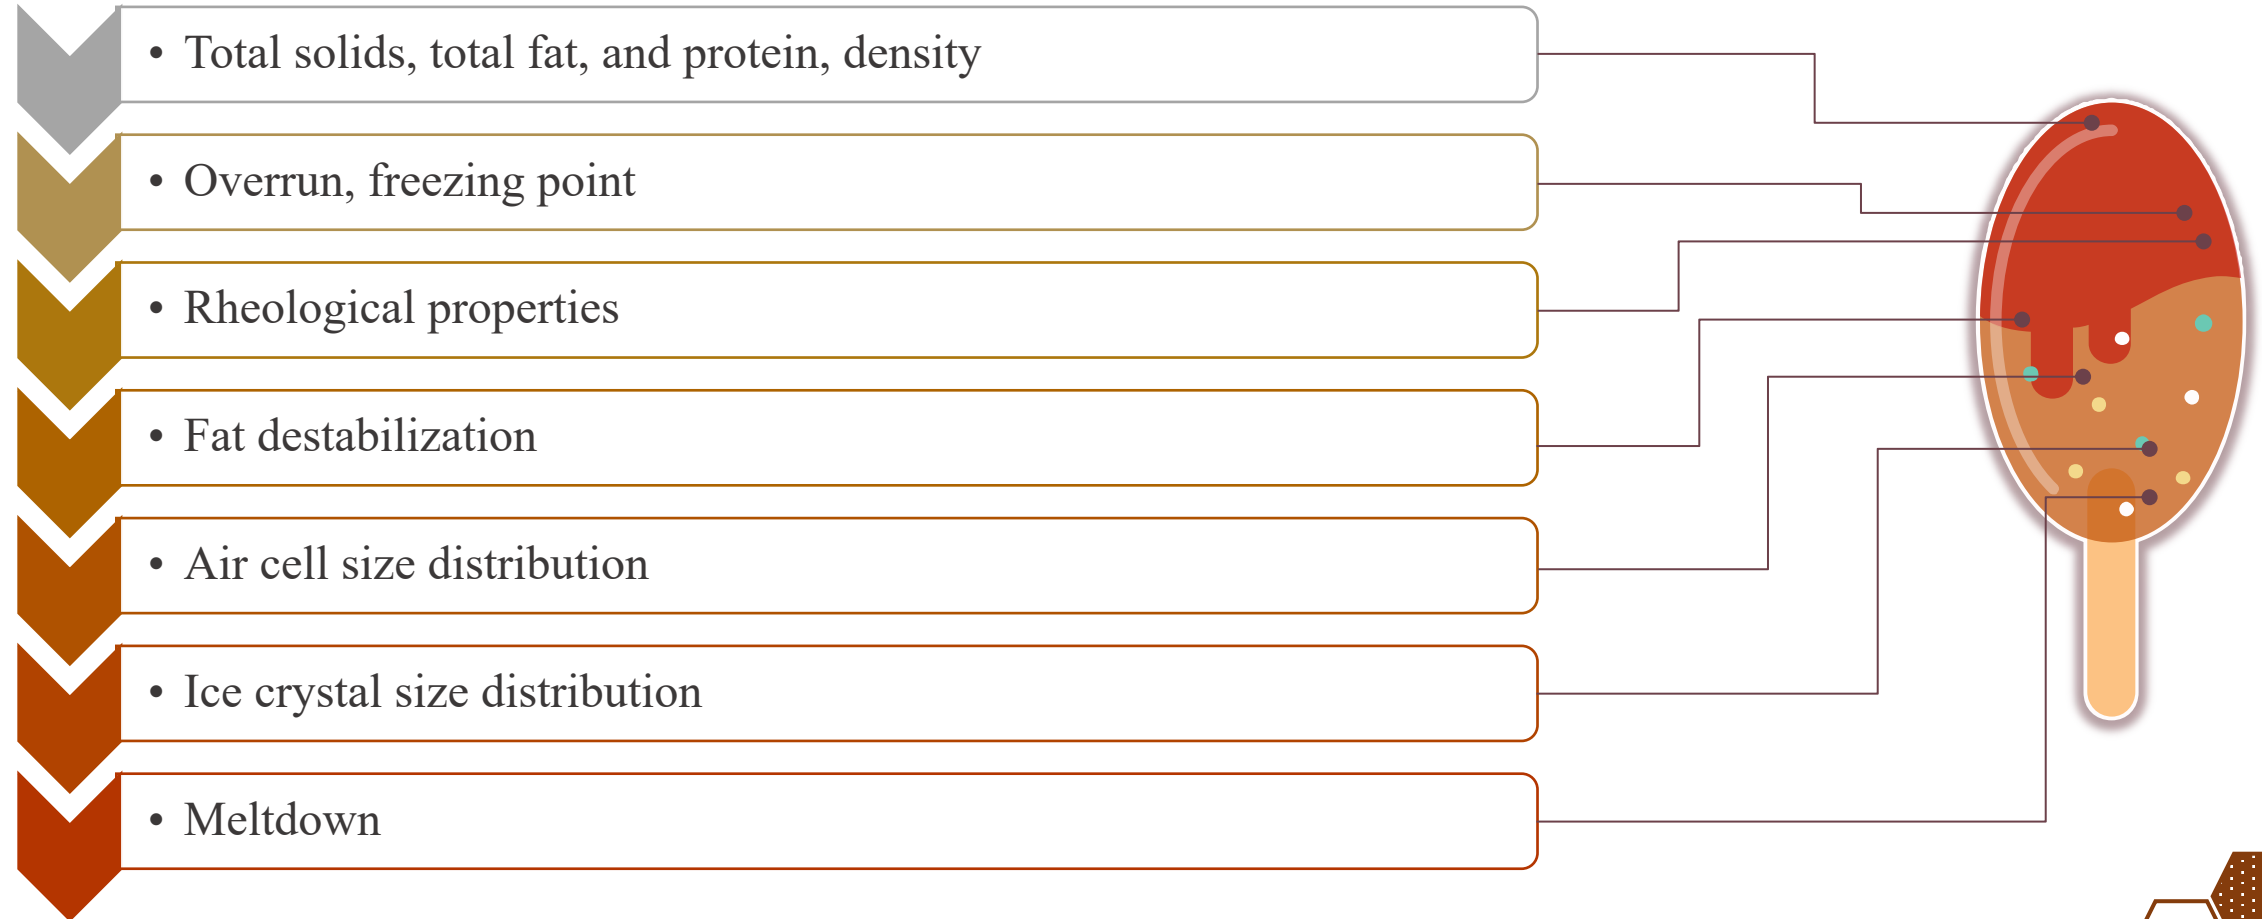 • Total solids, total fat, and protein, density
• Overrun, freezing point
• Rheological properties
• Fat destabilization
• Air cell size distribution
• Ice crystal size distribution
• Meltdown